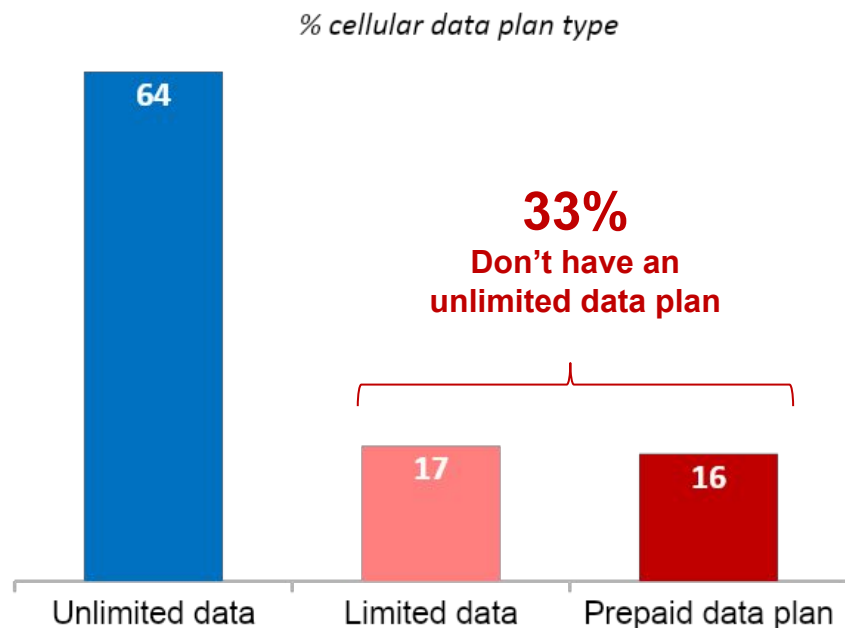 % cellular data plan type
64
33%
Don’t have an
unlimited data plan
17
16
Unlimited data
Limited data
Prepaid data plan